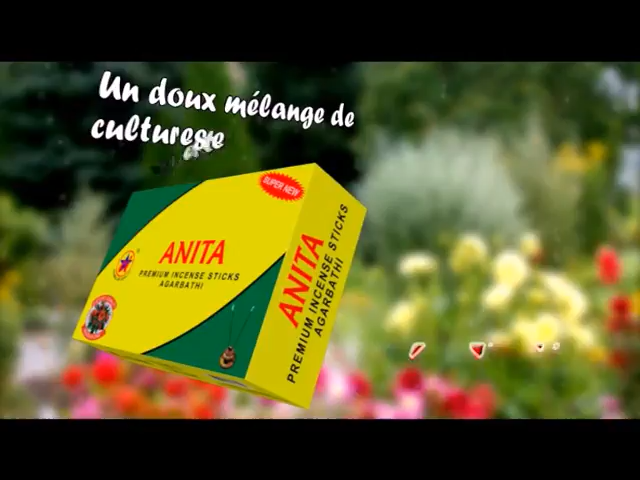 Un doux mélange de
cultures
SUPER NEW
ANITA
PREMIUM INCENSE STICKS
AGARBATHI
ANITA
PREMIUM INCENSE STICKS
AGARBATHI